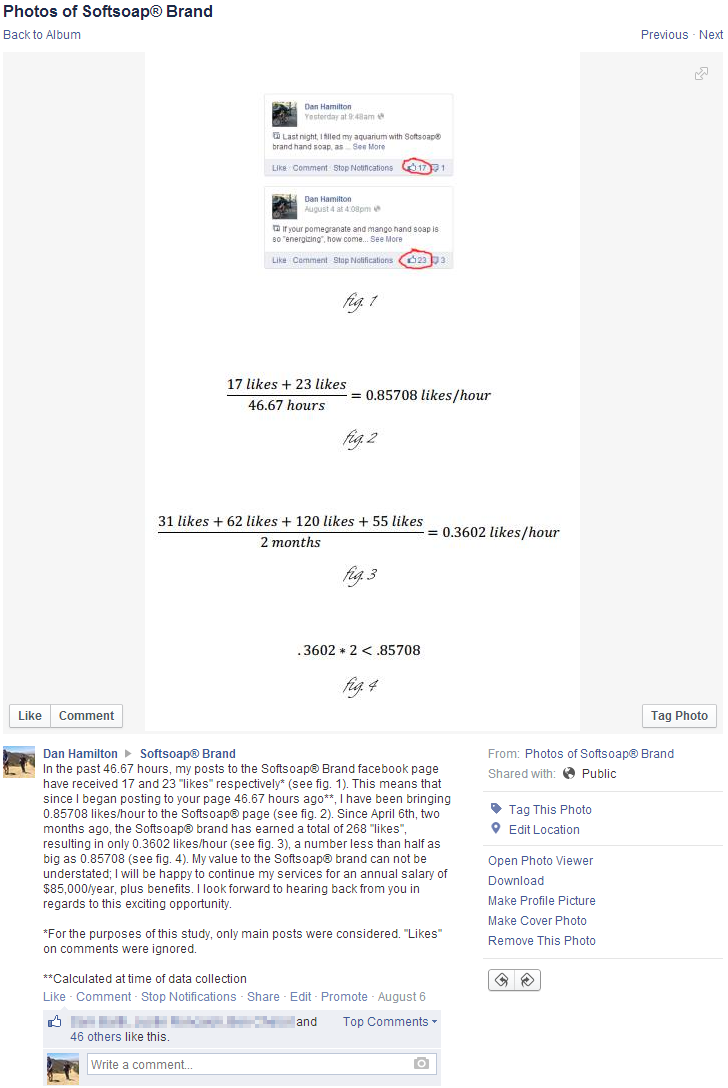 Photos of Softsoap® Brand
Back to Album
Previous · Next
Dan Hamilton
Yesterday at 9:48am
Last night, I filled my aquarium with Softsoap®
brand hand soap, as ... See More
Like · Comment · Stop Notifications 17 1
Dan Hamilton
August 4 at 4:08pm
If your pomegranate and mango hand soap is
so "energizing", how come... See More
Like · Comment · Stop Notifications 23 3
fig. 1
17 likes + 23 likes
46.67 hours
= 0.85708 likes/hour
fig. 2
31 likes + 62 likes + 120 likes + 55 likes
2 months
= 0.3602 likes/hour
fig. 3
.3602 * 2 < .85708
fig. 4
Like Comment
Tag Photo
Dan Hamilton Softsoap® Brand
In the past 46.67 hours, my posts to the Softsoap® Brand facebook page
have received 17 and 23 "likes" respectively* (see fig. 1). This means that
since I began posting to your page 46.67 hours ago**, I have been bringing
0.85708 likes/hour to the Softsoap® page (see fig. 2). Since April 6th, two
months ago, the Softsoap® brand has earned a total of 268 "likes",
resulting in only 0.3602 likes/hour (see fig. 3), a number less than half as
big as 0.85708 (see fig. 4). My value to the Softsoap® brand can not be
understated; I will be happy to continue my services for an annual salary of
$85,000/year, plus benefits. I look forward to hearing back from you in
regards to this exciting opportunity.
*For the purposes of this study, only main posts were considered. "Likes"
on comments were ignored.
**Calculated at time of data collection
Like · Comment · Stop Notifications · Share · Edit · Promote · August 6
and
46 others like this.
Top Comments
Write a comment...
From: Photos of Softsoap® Brand
Shared with: Public
Tag This Photo
Edit Location
Open Photo Viewer
Download
Make Profile Picture
Make Cover Photo
Remove This Photo